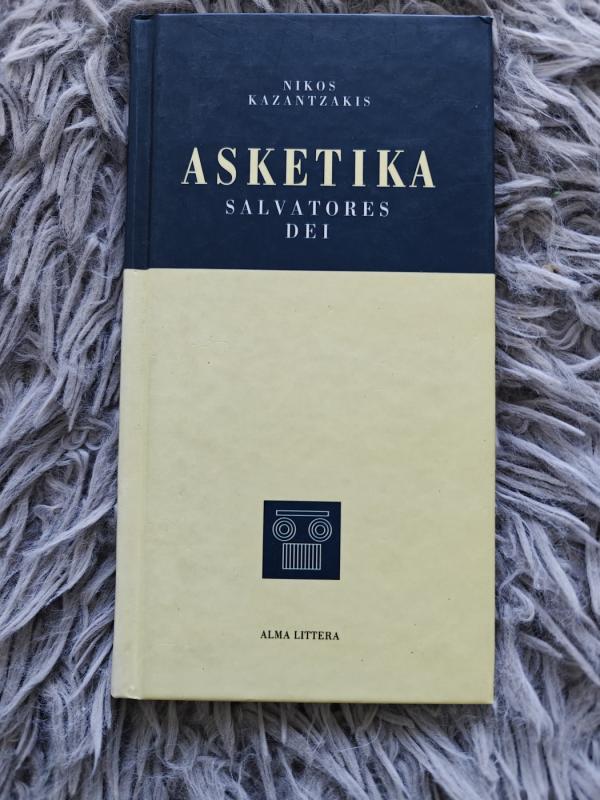 NIKOS
KAZANTZAKIS
ASKETIKA
SALVATORES
DEI
ALMA LITTERA